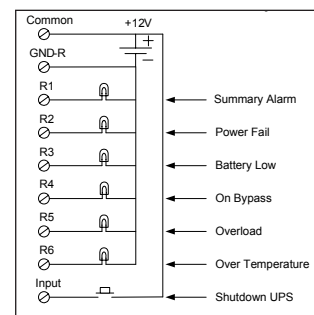 Common +12V
+
GND-R −
R1 Summary Alarm
R2 Power Fail
R3 Battery Low
R4 On Bypass
R5 Overload
R6 Over Temperature
Input Shutdown UPS